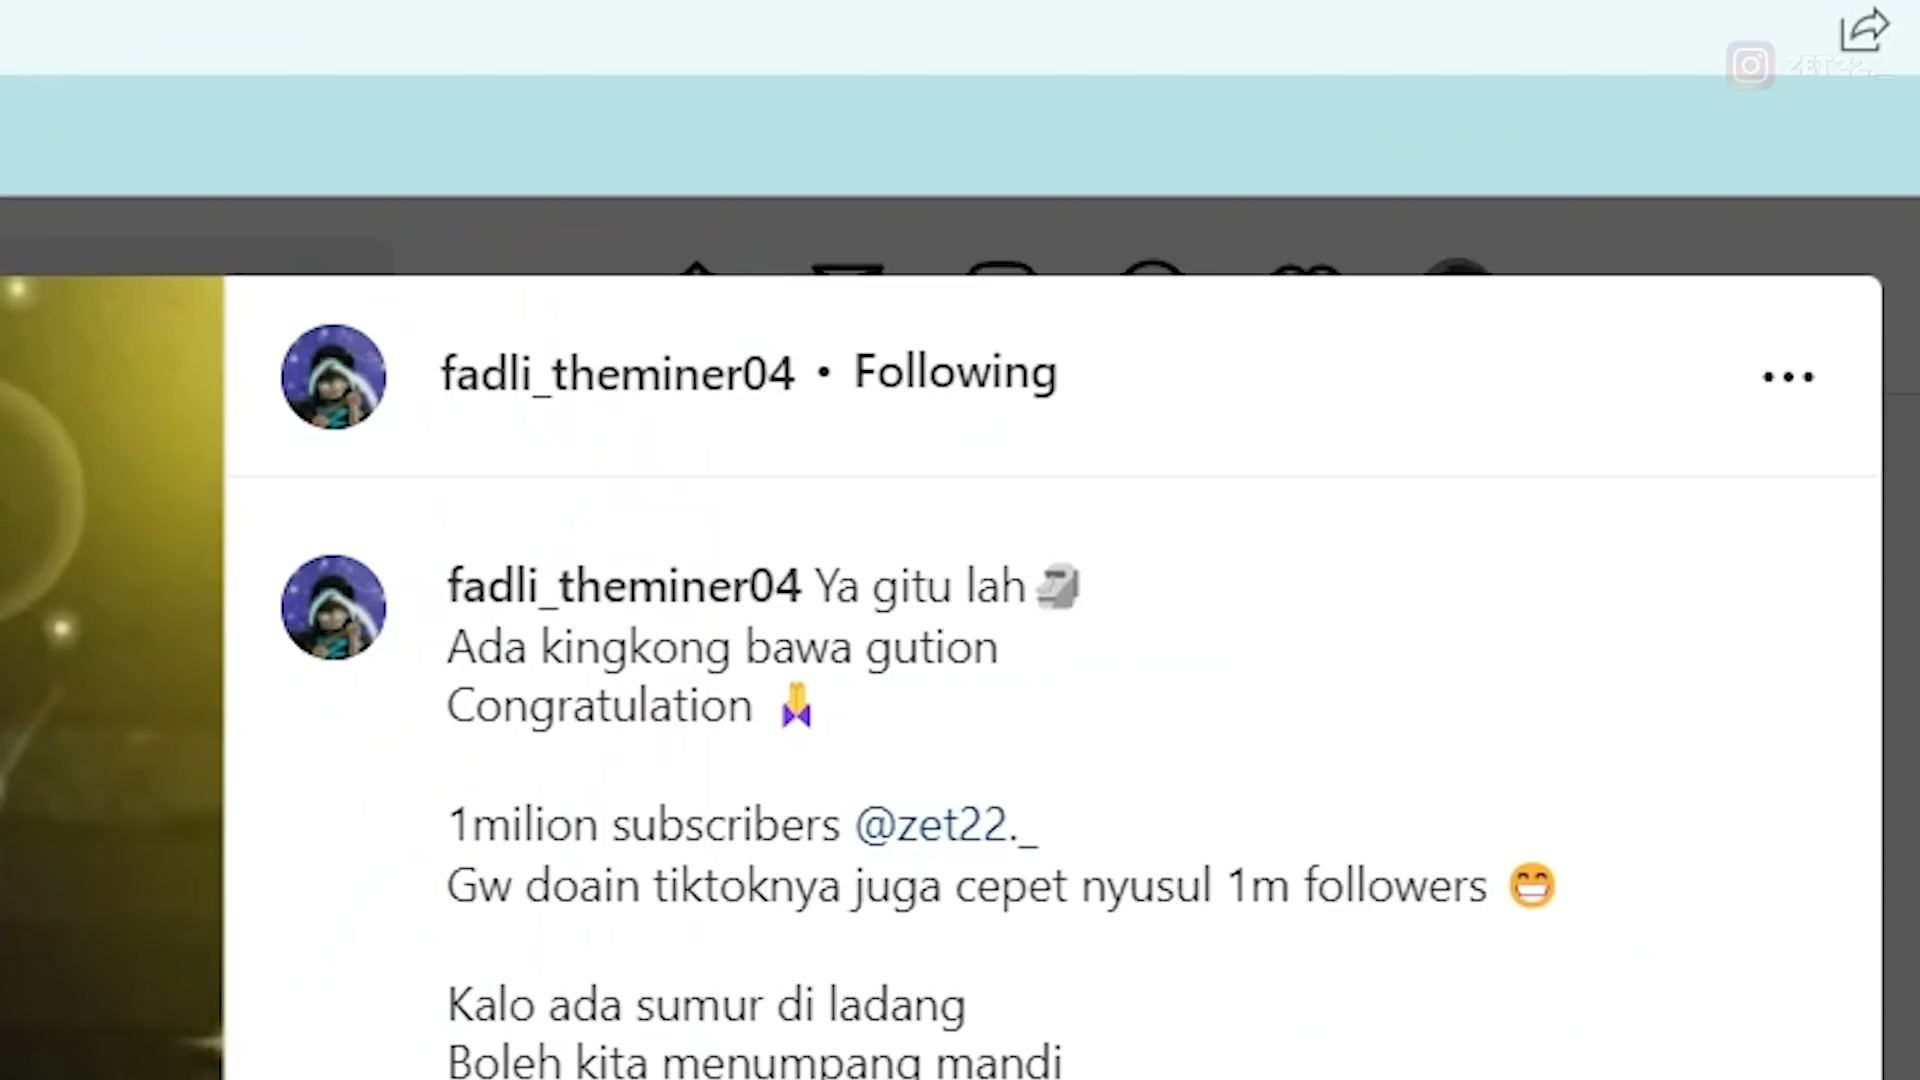 ZET22._
fadli_theminer04 • Following
fadli_theminer04 Ya gitu lah🗿
Ada kingkong bawa gution
Congratulation 🙏
1milion subscribers @zet22._
Gw doain tiktoknya juga cepet nyusul 1m followers 😁
Kalo ada sumur di ladang
Boleh kita menumpang mandi